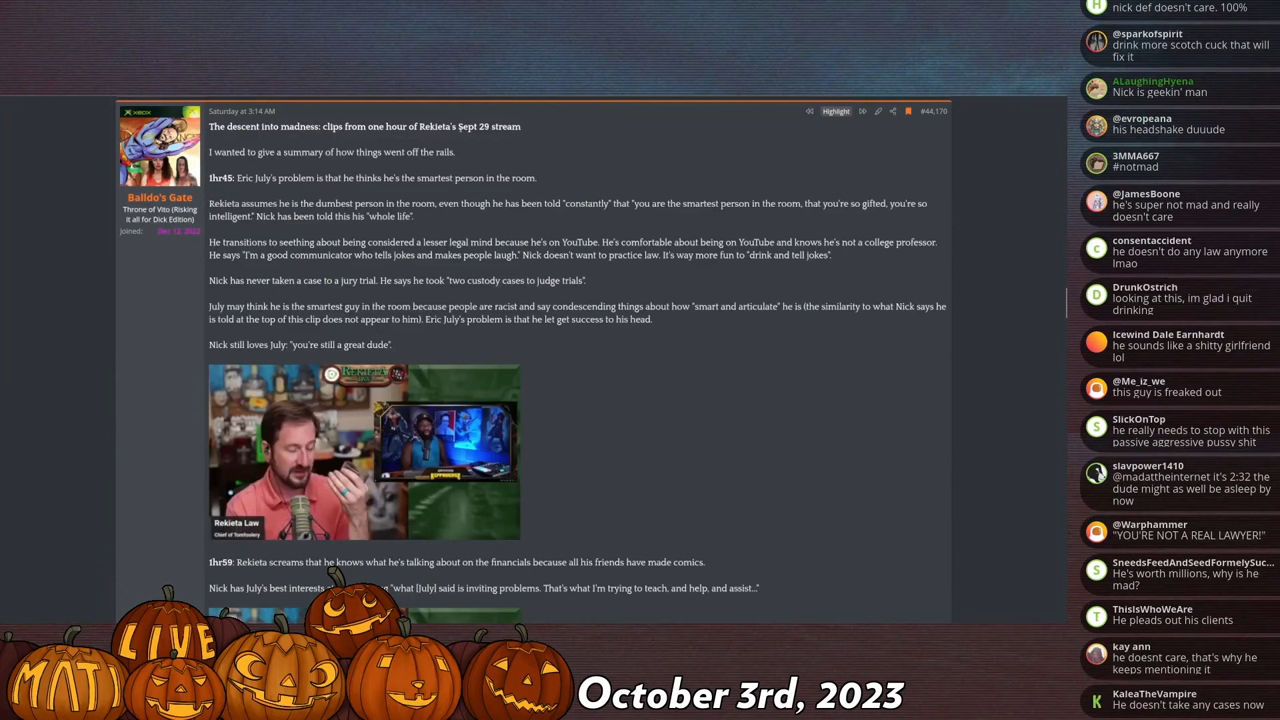 Saturday at 3:14 AM
Highlight
#44,170
XBOX
Balldo's Gate
Throne of Vito (Risking
it all for Dick Edition)
Joined: Dec 12, 2022
The descent into madness: clips from one hour of Rekieta's Sept 29 stream
I wanted to give a summary of how this went off the rails.
1hr45: Eric July's problem is that he thinks he's the smartest person in the room.
Rekieta assumes he is the dumbest person in the room, even though he has been told "constantly" that "you are the smartest person in the room, that you're so gifted, you're so
intelligent." Nick has been told this his "whole life".
He transitions to seething about being considered a lesser legal mind because he's on YouTube. He's comfortable about being on YouTube and knows he's not a college professor.
He says "I'm a good communicator who tells jokes and makes people laugh." Nick doesn't want to practice law. It's way more fun to "drink and tell jokes".
Nick has never taken a case to a jury trial. He says he took "two custody cases to judge trials".
July may think he is the smartest guy in the room because people are racist and say condescending things about how "smart and articulate" he is (the similarity to what Nick says he
is told at the top of this clip does not appear to him). Eric July's problem is that he let get success to his head.
Nick still loves July: "you're still a great dude".
REKIETA
Rekieta Law
Chief of Tomfoolery
1hr59: Rekieta screams that he knows what he's talking about on the financials because all his friends have made comics.
Nick has July's best interests
"what [July] said is inviting problems. That's what I'm trying to teach, and help, and assist..."
LIVE
MATI
October 3rd, 2023
H
nick def doesn't care. 100%
@sparkofspirit
drink more scotch cuck that will
fix it
ALaughingHyena
Nick is geekin' man
@evropeana
his headshake duuude
3MMA667
#notmad
@JamesBoone
he's super not mad and really
doesn't care
c
consentaccident
he doesn't do any law anymore
lmao
D
DrunkOstrich
looking at this, im glad i quit
drinking
Icewind Dale Earnhardt
he sounds like a shitty girlfriend
lol
@Me_iz_we
this guy is freaked out
S
SlickOnTop
he really needs to stop with this
passive aggressive pussy shit
slavpower1410
@madattheinternet it's 2:22 the
dude might as well be asleep by
now
@Warphammer
"YOU'RE NOT A REAL LAWYER!"
S
SneedsFeedAndSeedFormelySuc...
He's worth millions, why is he
mad?
T
ThisIsWhoWeAre
He pleads out his clients
kay ann
he doesnt care, that's why he
keeps mentioning it
K
KaleaTheVampire
He doesn't take any cases now